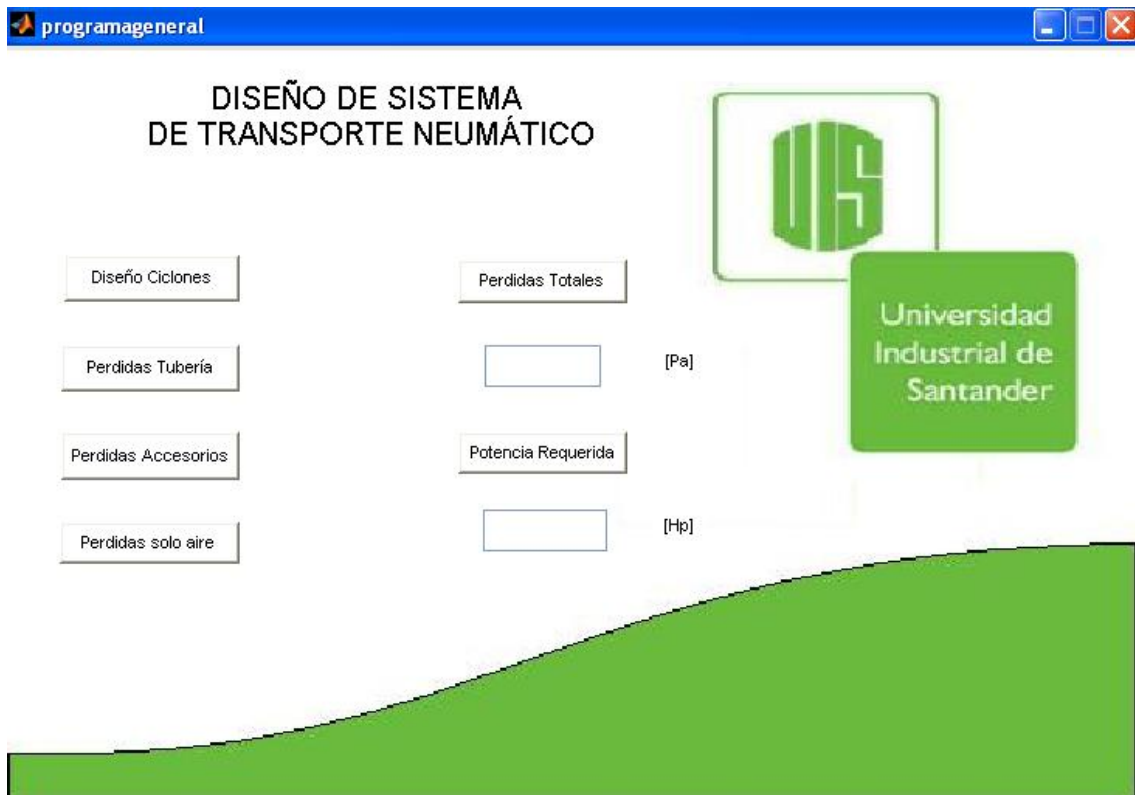 programageneral
DISEÑO DE SISTEMA
DE TRANSPORTE NEUMÁTICO
UIS
Universidad
Industrial de
Santander
Diseño Ciclones
Perdidas Totales
Perdidas Tubería
[Pa]
Perdidas Accesorios
Potencia Requerida
Perdidas solo aire
[Hp]